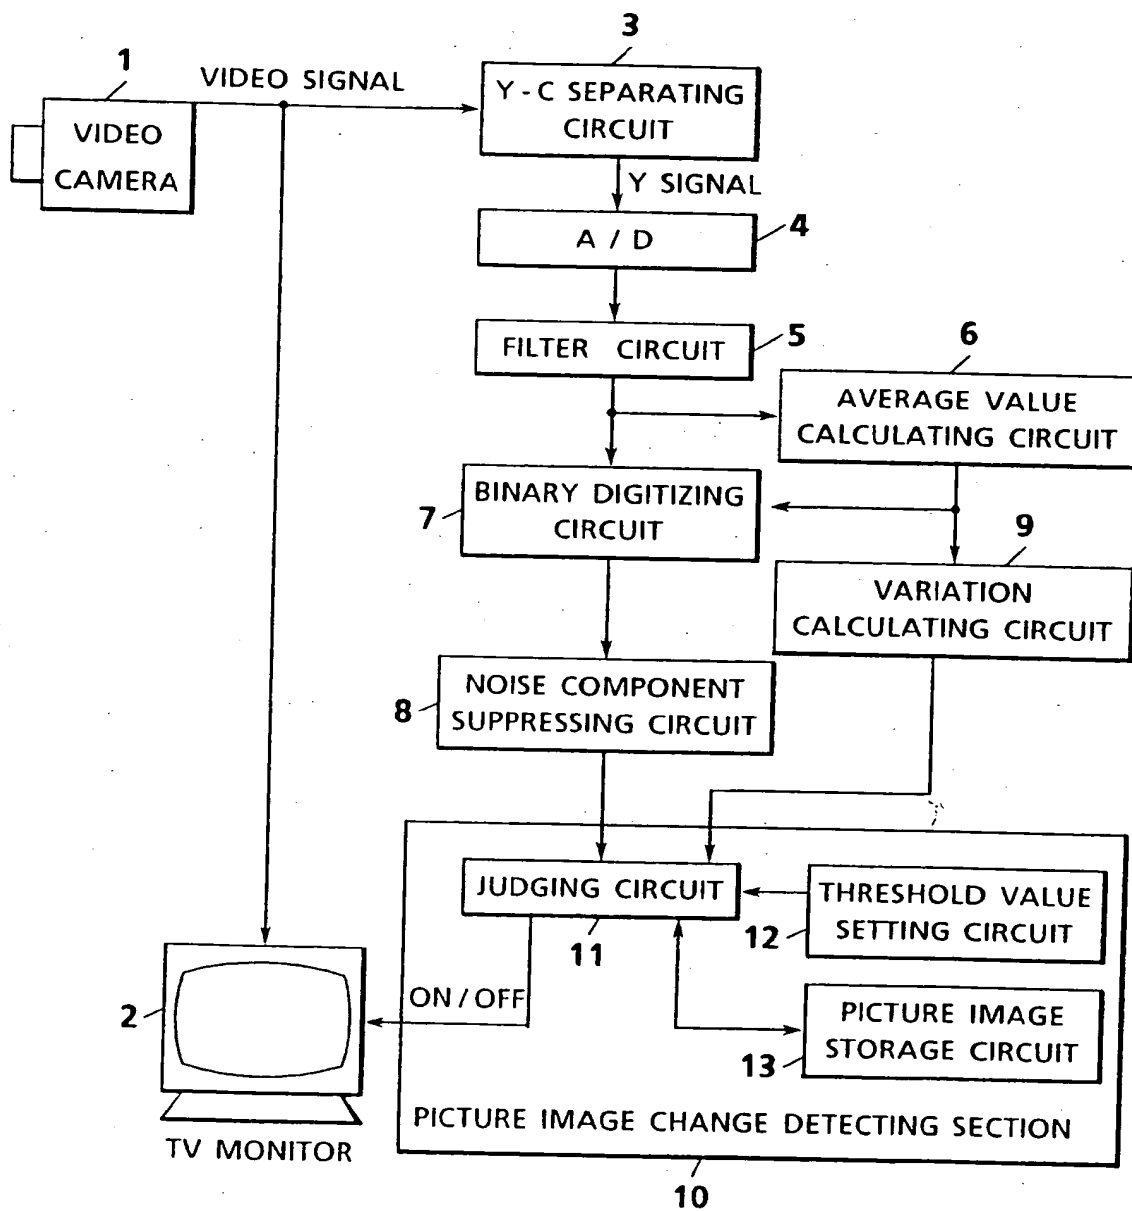 3
1
VIDEO SIGNAL
Y - C SEPARATING
CIRCUIT
VIDEO
CAMERA
Y SIGNAL
A / D
4
FILTER CIRCUIT
5
6
AVERAGE VALUE
CALCULATING CIRCUIT
BINARY DIGITIZING
CIRCUIT
7
9
VARIATION
CALCULATING CIRCUIT
NOISE COMPONENT
SUPPRESSING CIRCUIT
8
JUDGING CIRCUIT
11
THRESHOLD VALUE
SETTING CIRCUIT
12
ON / OFF
2
PICTURE IMAGE
STORAGE CIRCUIT
13
PICTURE IMAGE CHANGE DETECTING SECTION
TV MONITOR
10